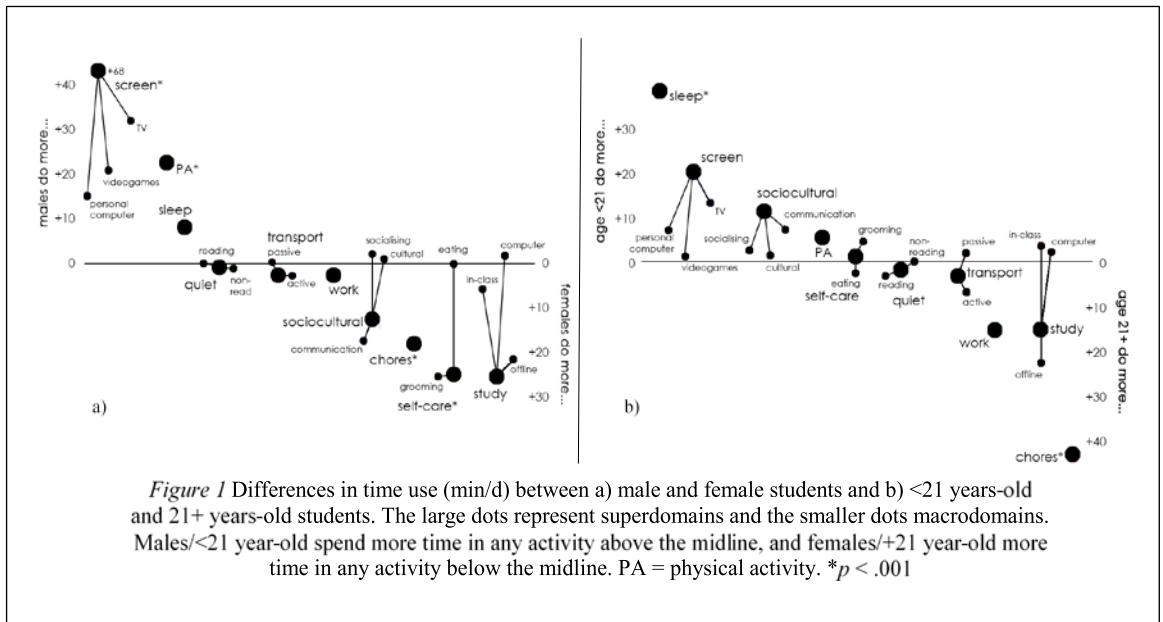 males do more...
+40
+30
+20
+10
0
+68
screen*
TV
videogames
personal
computer
PA*
sleep
reading
quiet
non-
read
transport
passive
active
work
socialising
cultural
sociocultural
communication
chores*
eating
grooming
self-care*
computer
in-class
offline
study
0
+10
+20
+30
females do more...
a)
age <21 do more...
+30
+20
+10
0
sleep*
screen
personal
computer
TV
videogames
sociocultural
communication
socialising
cultural
PA
grooming
eating
self-care
non-
reading
reading
quiet
passive
transport
active
work
in-class
computer
study
offline
chores*
0
+10
+20
+30
+40
age 21+ do more...
b)
Figure 1 Differences in time use (min/d) between a) male and female students and b) <21 years-old
and 21+ years-old students. The large dots represent superdomains and the smaller dots macrodomains.
Males/<21 year-old spend more time in any activity above the midline, and females/+21 year-old more
time in any activity below the midline. PA = physical activity. *p < .001